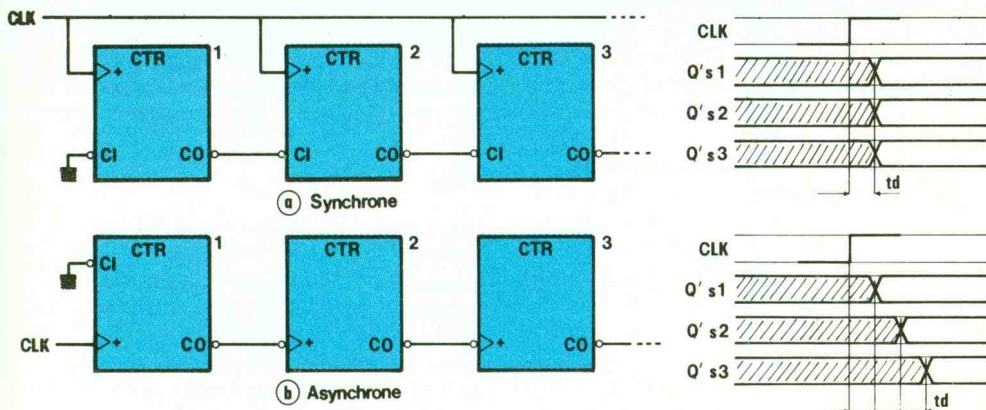 CLK
CTR 1
+
CI CO
CTR 2
+
CI CO
CTR 3
+
CI CO
a Synchrone
CLK
Q's1
Q's2
Q's3
td
CTR 1
CI
CLK + CO
CTR 2
+ CO
CTR 3
+ CO
b Asynchrone
CLK
Q's1
Q's2
Q's3
td